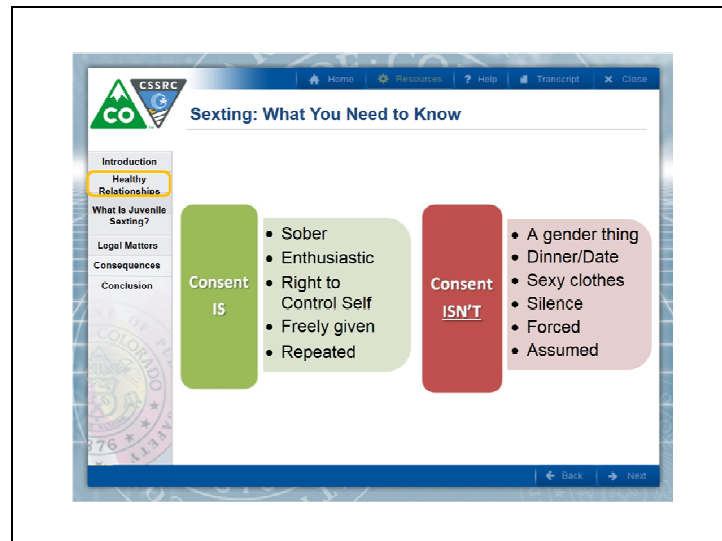 CSSRC
CO
Home
Resources
? Help
Transcript
Close
Sexting: What You Need to Know
Introduction
Healthy
Relationships
What Is Juvenile
Sexting?
Legal Matters
Consequences
Conclusion
Consent
IS
• Sober
• Enthusiastic
• Right to
Control Self
• Freely given
• Repeated
Consent
ISN'T
• A gender thing
• Dinner/Date
• Sexy clothes
• Silence
• Forced
• Assumed
COLORADO
876
Back
Next